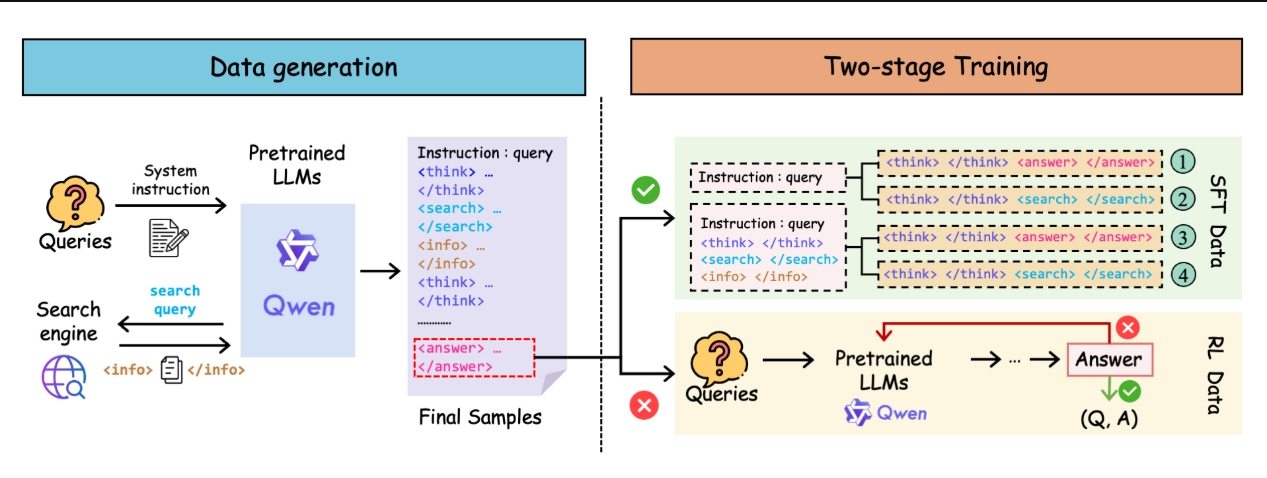 Data generation
Two-stage Training
System
instruction
Queries
Search
engine
search
query
<info> </info>
Pretrained
LLMs
Qwen
Instruction : query
<think> …
</think>
<search> …
</search>
<info> …
</info>
<think> …
</think>
…………
<answer> …
</answer>
Final Samples
Instruction : query
<think> </think> <answer> </answer> 1
<think> </think> <search> </search> 2
Instruction : query
<think> </think>
<search> </search>
<info> </info>
<think> </think> <answer> </answer> 3
<think> </think> <search> </search> 4
SFT Data
Queries
Pretrained
LLMs
Qwen
...
Answer
(Q, A)
RL Data